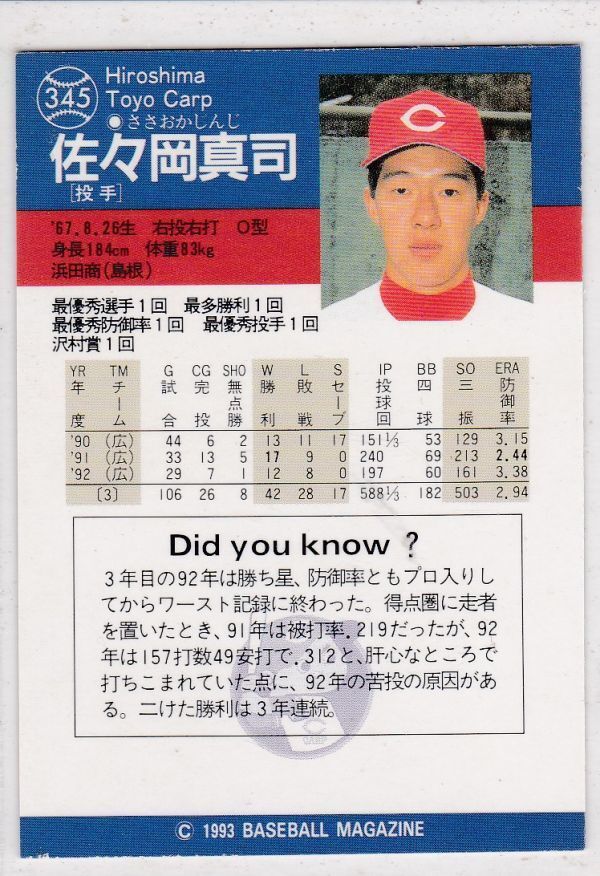 345
Hiroshima
Toyo Carp
●ささおかしんじ
佐々岡真司
[投手]
'67.8.26生 右投右打 O型
身長184cm 体重83kg
浜田商(島根)
C
最優秀選手1回 最多勝利1回
最優秀防御率1回 最優秀投手1回
沢村賞1回
YR TM G CG SHO W L S IP BB SO ERA
年度 チーム 試合 完投 無点勝 勝利 敗戦 セーブ 投球回 四球 三振 防御率
'90 (広) 44 6 2 13 11 17 151⅓ 53 129 3.15
'91 (広) 33 13 5 17 9 0 240 69 213 2.44
'92 (広) 29 7 1 12 8 0 197 60 161 3.38
[3] 106 26 8 42 28 17 588⅓ 182 503 2.94
Did you know ?
3年目の92年は勝ち星、防御率ともプロ入りし
てからワースト記録に終わった。得点圏に走者
を置いたとき、91年は被打率.219だったが、92
年は157打数49安打で.312と、肝心なところで
打ちこまれていた点に、92年の苦投の原因があ
る。二けた勝利は3年連続。
CARP
© 1993 BASEBALL MAGAZINE